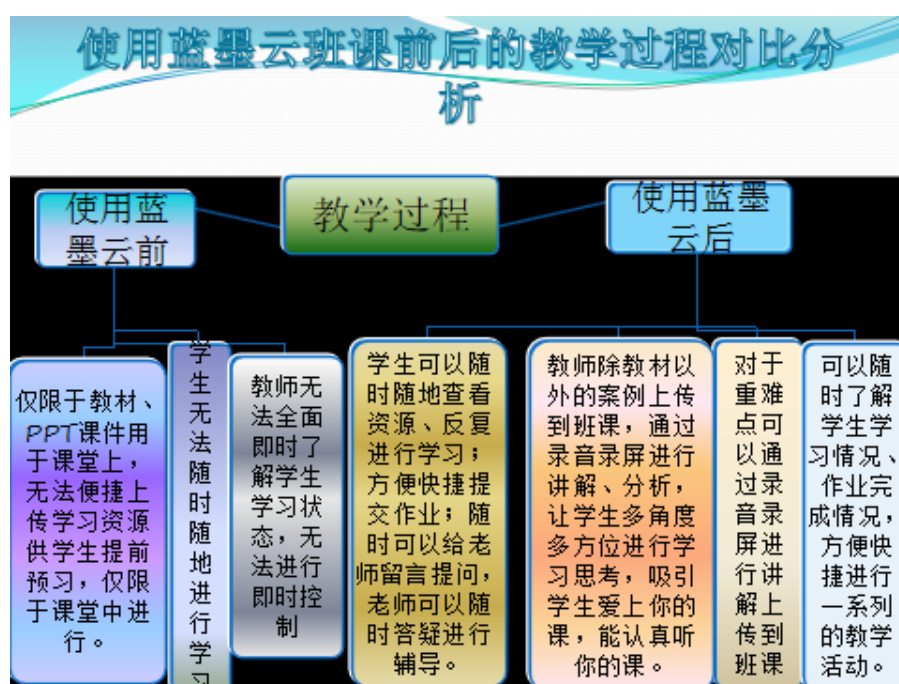 使用蓝墨云班课前后的教学过程对比分
析
使用蓝
墨云前
教学过程
使用蓝墨
云后
仅限于教材、
PPT课件用
于课堂上，
无法便捷上
传学习资源
供学生提前
预习，仅限
于课堂中进
行。
学
生
无
法
随
时
随
地
进
行
学
习
教师无
法全面
即时了
解学生
学习状
态，无
法进行
即时控
制
学生可以随
时随地查看
资源、反复
进行学习；
方便快捷提
交作业；随
时可以给老
师留言提问，
老师可以随
时答疑进行
辅导。
教师除教材以
外的案例上传
到班课，通过
录音录屏进行
讲解、分析，
让学生多角度
多方位进行学
习思考，吸引
学生爱上你的
课，能认真听
你的课。
对于
重难
点可
以通
过录
音录
屏进
行讲
解上
传到
班课
可以随
时了解
学生学
习情况、
作业完
成情况，
方便快
捷进行
一系列
的教学
活动。